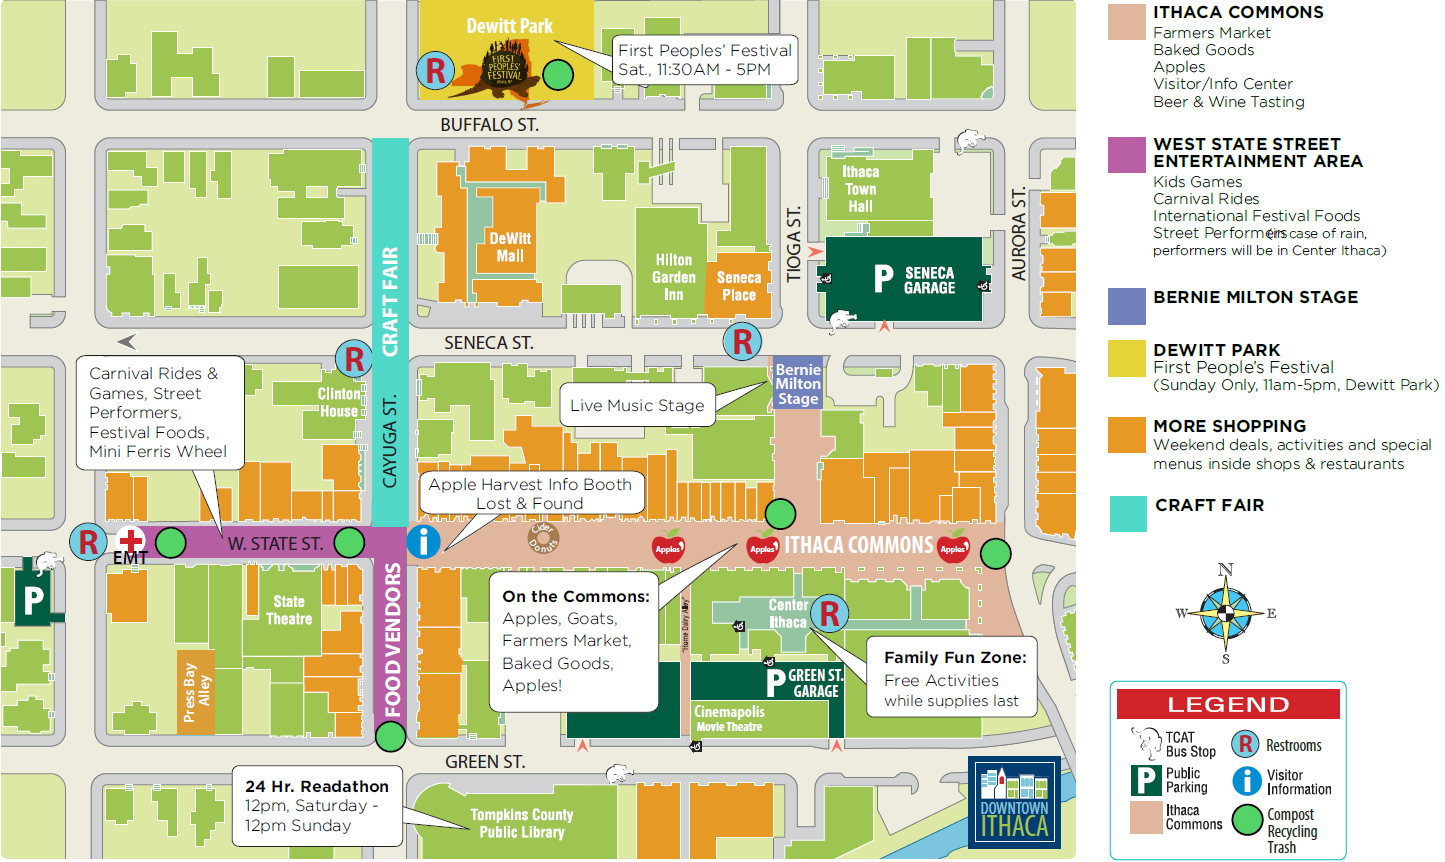 Dewitt Park
FIRST
PEOPLES'
FESTIVAL
R
First Peoples' Festival
Sat., 11:30AM - 5PM
BUFFALO ST.
CRAFT FAIR
CAYUGA ST.
DeWitt
Mall
Hilton
Garden
Inn
Seneca
Place
TIOGA ST.
Ithaca
Town
Hall
P SENECA
GARAGE
AURORA ST.
SENECA ST.
R
R
Carnival Rides &
Games, Street
Performers,
Festival Foods,
Mini Ferris Wheel
Clinton
House
Live Music Stage
Bernie
Milton
Stage
Apple Harvest Info Booth
Lost & Found
R
EMT
W. STATE ST.
i
Cider
Donuts
Apples
Apples
ITHACA COMMONS
Apples
P
State
Theatre
Press Bay
Alley
FOOD VENDORS
On the Commons:
Apples, Goats,
Farmers Market,
Baked Goods,
Apples!
"Home Dairy Alley"
Center
Ithaca
R
P GREEN ST.
GARAGE
Cinemapolis
Movie Theatre
Family Fun Zone:
Free Activities
while supplies last
GREEN ST.
24 Hr. Readathon
12pm, Saturday -
12pm Sunday
Tompkins County
Public Library
DOWNTOWN
ITHACA
ITHACA COMMONS
Farmers Market
Baked Goods
Apples
Visitor/Info Center
Beer & Wine Tasting
WEST STATE STREET
ENTERTAINMENT AREA
Kids Games
Carnival Rides
International Festival Foods
Street Performers (in case of rain,
performers will be in Center Ithaca)
BERNIE MILTON STAGE
DEWITT PARK
First People's Festival
(Sunday Only, 11am-5pm, Dewitt Park)
MORE SHOPPING
Weekend deals, activities and special
menus inside shops & restaurants
CRAFT FAIR
N
W E
S
LEGEND
TCAT
Bus Stop
R Restrooms
P Public
Parking
i Visitor
Information
Ithaca
Commons
Compost
Recycling
Trash